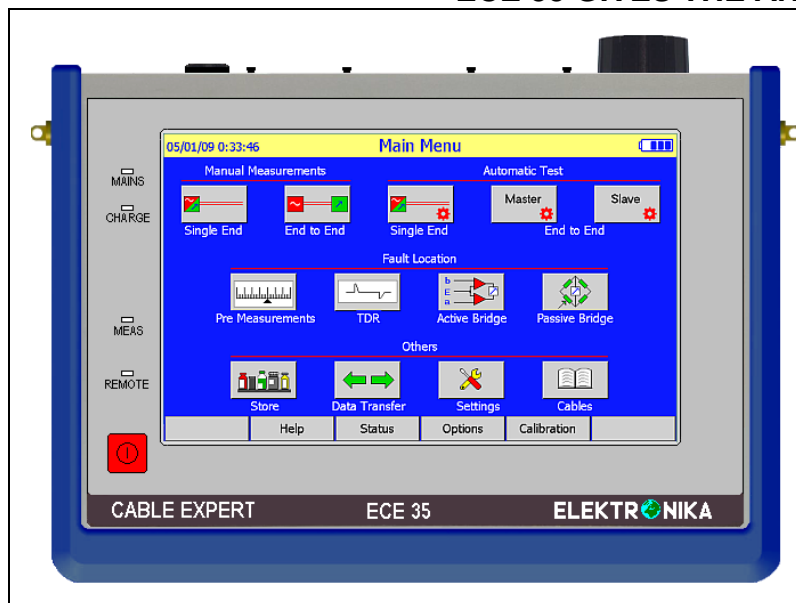 05/01/09 0:33:46 Main Menu
Manual Measurements Automatic Test
Master Slave
Single End End to End Single End End to End
Fault Location
b
E
a
Pre Measurements TDR Active Bridge Passive Bridge
Others
Store Data Transfer Settings Cables
Help Status Options Calibration
MAINS
CHARGE
MEAS
REMOTE
CABLE EXPERT ECE 35 ELEKTRONIKA